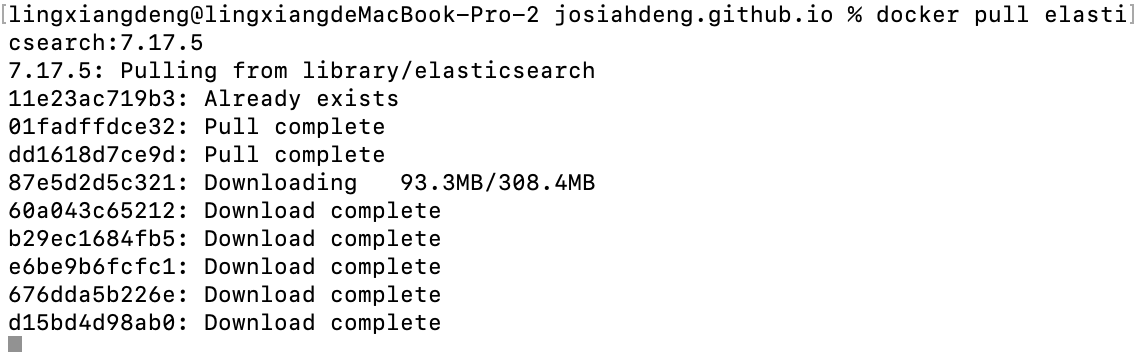 [lingxiangdeng@lingxiangdeMacBook-Pro-2 josiahdeng.github.io % docker pull elasti]
csearch:7.17.5
7.17.5: Pulling from library/elasticsearch
11e23ac719b3: Already exists
01fadffdce32: Pull complete
dd1618d7ce9d: Pull complete
87e5d2d5c321: Downloading   93.3MB/308.4MB
60a043c65212: Download complete
b29ec1684fb5: Download complete
e6be9b6fcfc1: Download complete
676dda5b226e: Download complete
d15bd4d98ab0: Download complete